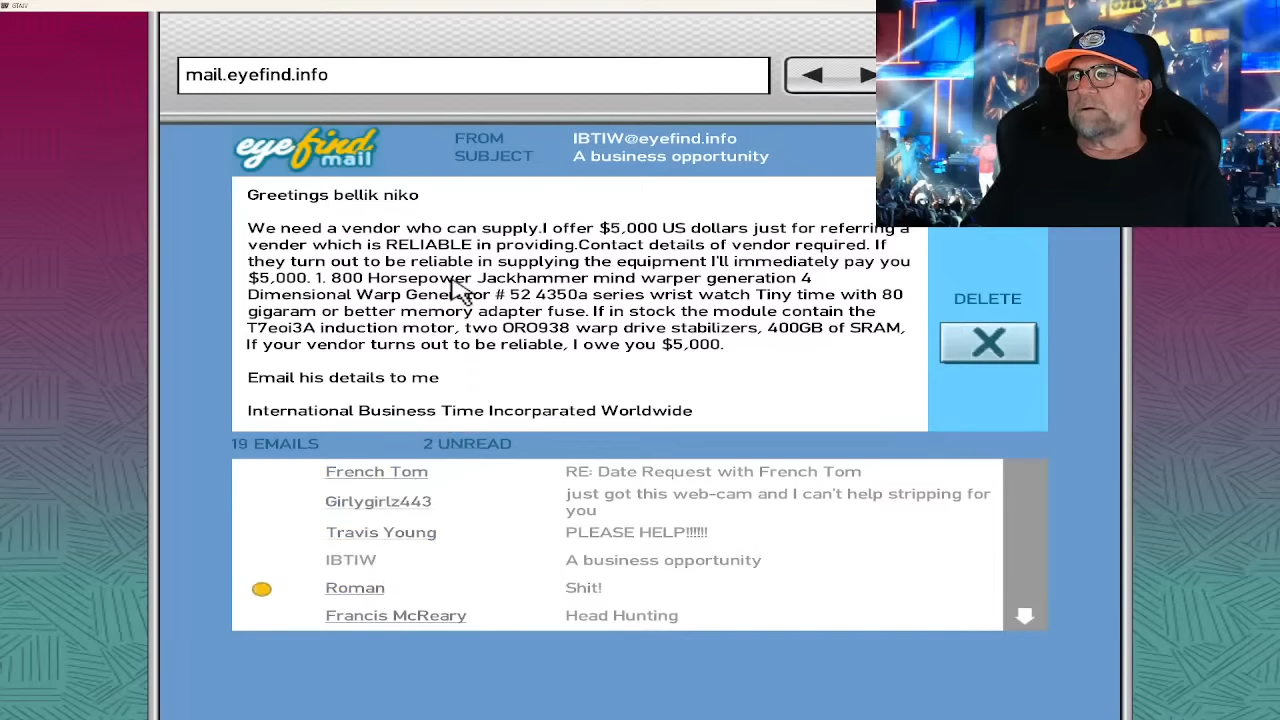 GTAIV
mail.eyefind.info
eyefind mail
FROM IBTIW@eyefind.info
SUBJECT A business opportunity
Greetings bellik niko
We need a vendor who can supply.I offer $5,000 US dollars just for referring a
vender which is RELIABLE in providing.Contact details of vendor required. If
they turn out to be reliable in supplying the equipment I'll immediately pay you
$5,000. 1. 800 Horsepower Jackhammer mind warper generation 4
Dimensional Warp Generator # 52 4350a series wrist watch Tiny time with 80
gigaram or better memory adapter fuse. If in stock the module contain the
T7eoi3A induction motor, two ORO938 warp drive stabilizers, 400GB of SRAM,
If your vendor turns out to be reliable, I owe you $5,000.
Email his details to me
International Business Time Incorparated Worldwide
DELETE
19 EMAILS 2 UNREAD
French Tom RE: Date Request with French Tom
Girlygirlz443 just got this web-cam and I can't help stripping for
you
Travis Young PLEASE HELP!!!!!!
IBTIW A business opportunity
Roman Shit!
Francis McReary Head Hunting